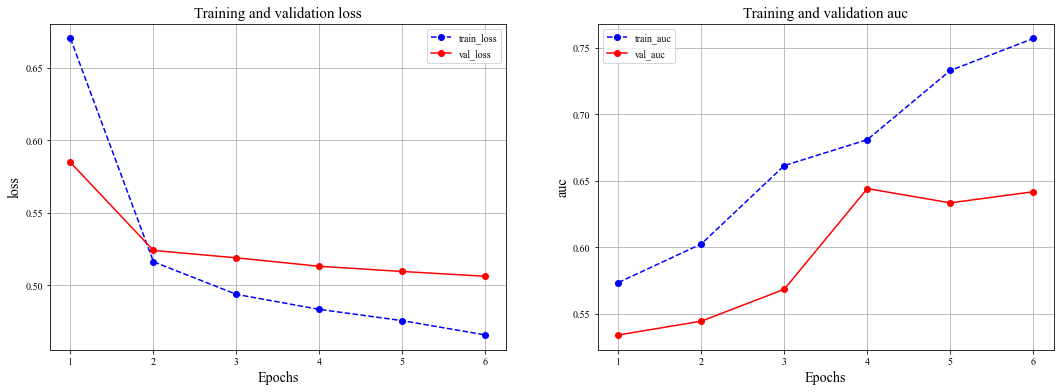 Training and validation loss
train_loss
val_loss
loss
0.65
0.60
0.55
0.50
1 2 3 4 5 6
Epochs
Training and validation auc
train_auc
val_auc
auc
0.75
0.70
0.65
0.60
0.55
1 2 3 4 5 6
Epochs